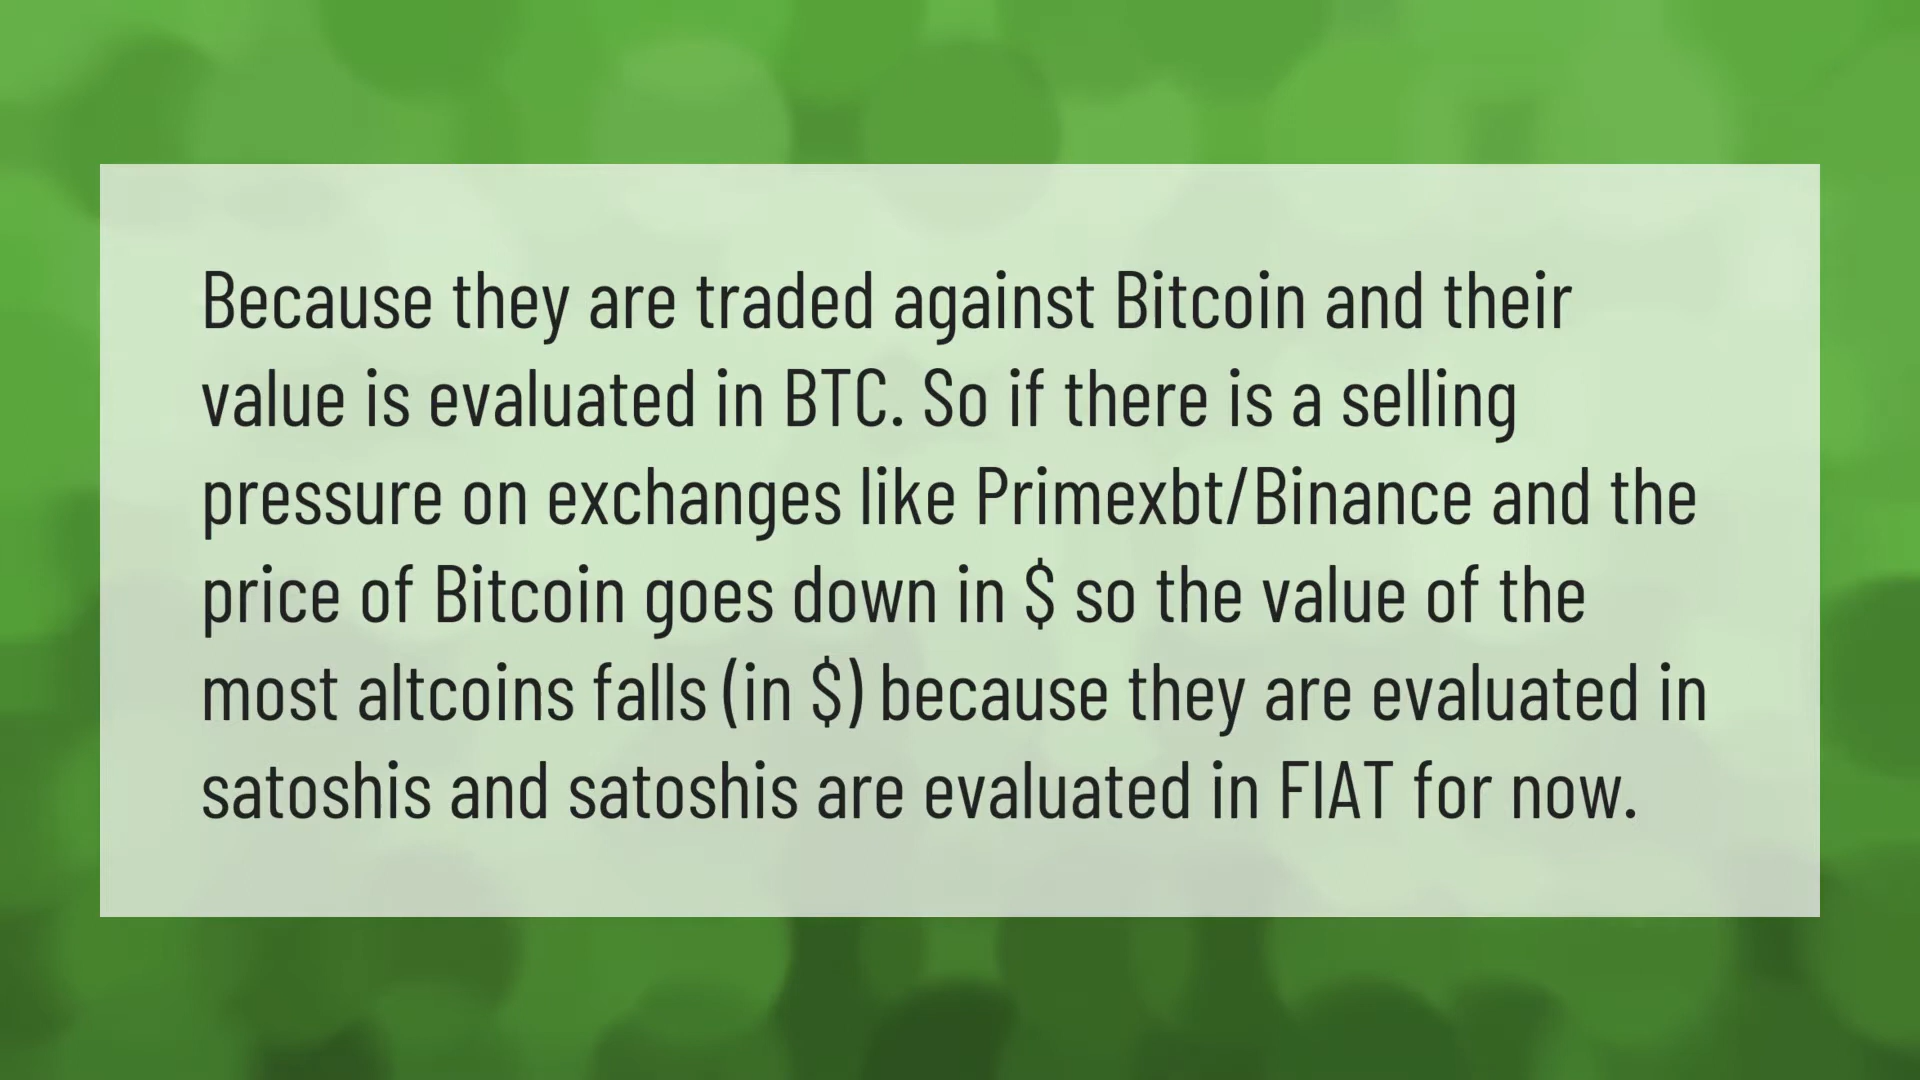 Because they are traded against Bitcoin and their
value is evaluated in BTC. So if there is a selling
pressure on exchanges like Primexbt/Binance and the
price of Bitcoin goes down in $ so the value of the
most altcoins falls (in $) because they are evaluated in
satoshis and satoshis are evaluated in FIAT for now.